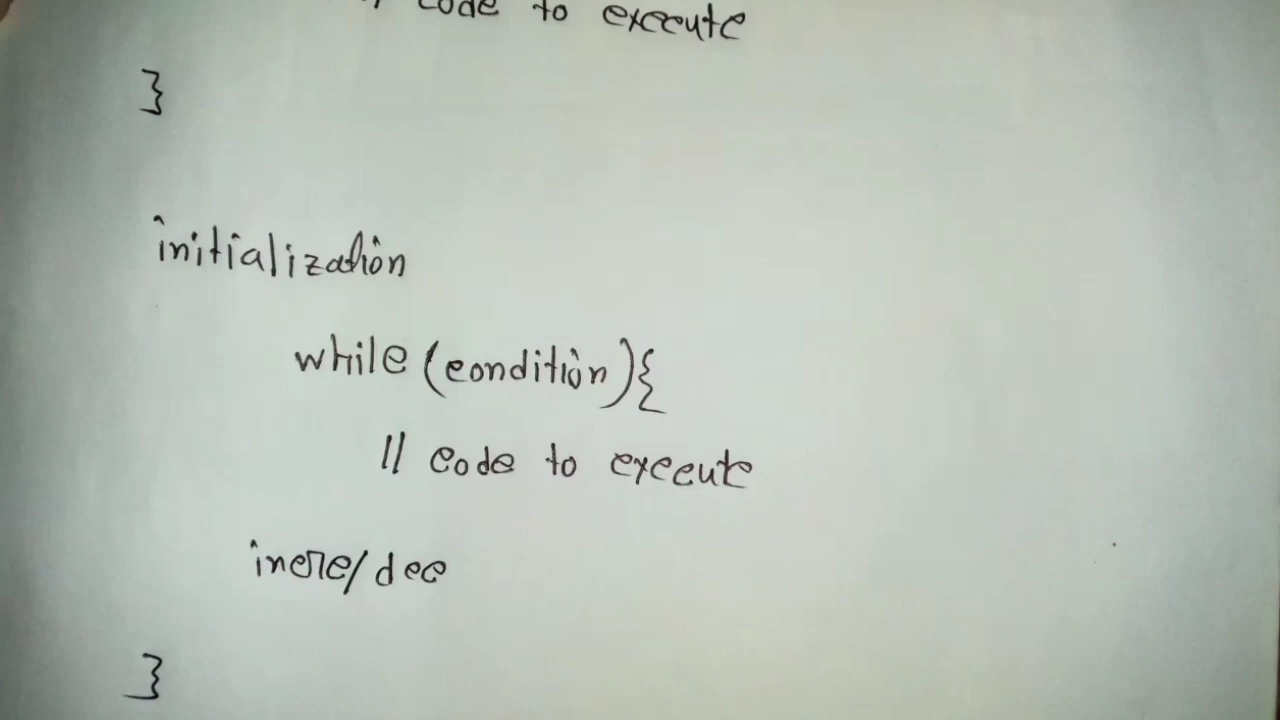 code to execute
}
initialization
while (condition){
// code to execute
incre/dec
}